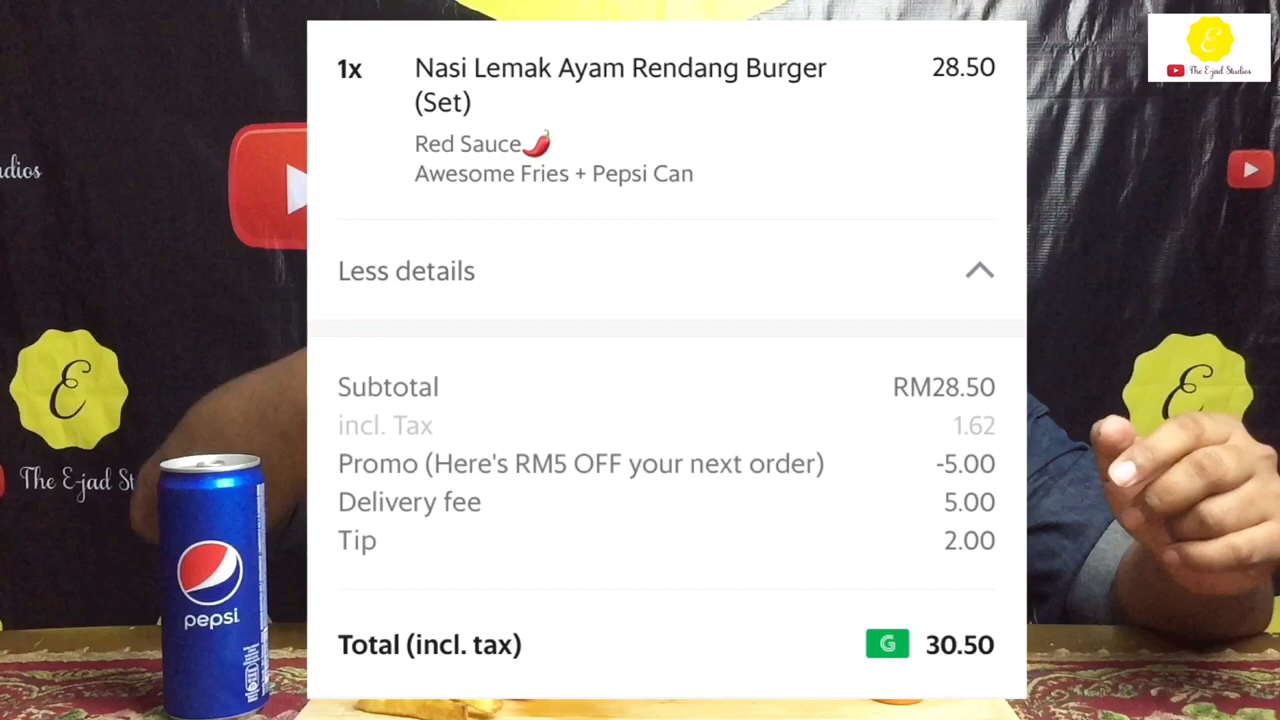 1x Nasi Lemak Ayam Rendang Burger 28.50
(Set)
Red Sauce🌶️
Awesome Fries + Pepsi Can
Less details
Subtotal RM28.50
incl. Tax 1.62
Promo (Here's RM5 OFF your next order) -5.00
Delivery fee 5.00
Tip 2.00
Total (incl. tax) G 30.50
E
The E-jad Studios
dios
E
The E-jad St
pepsi
E